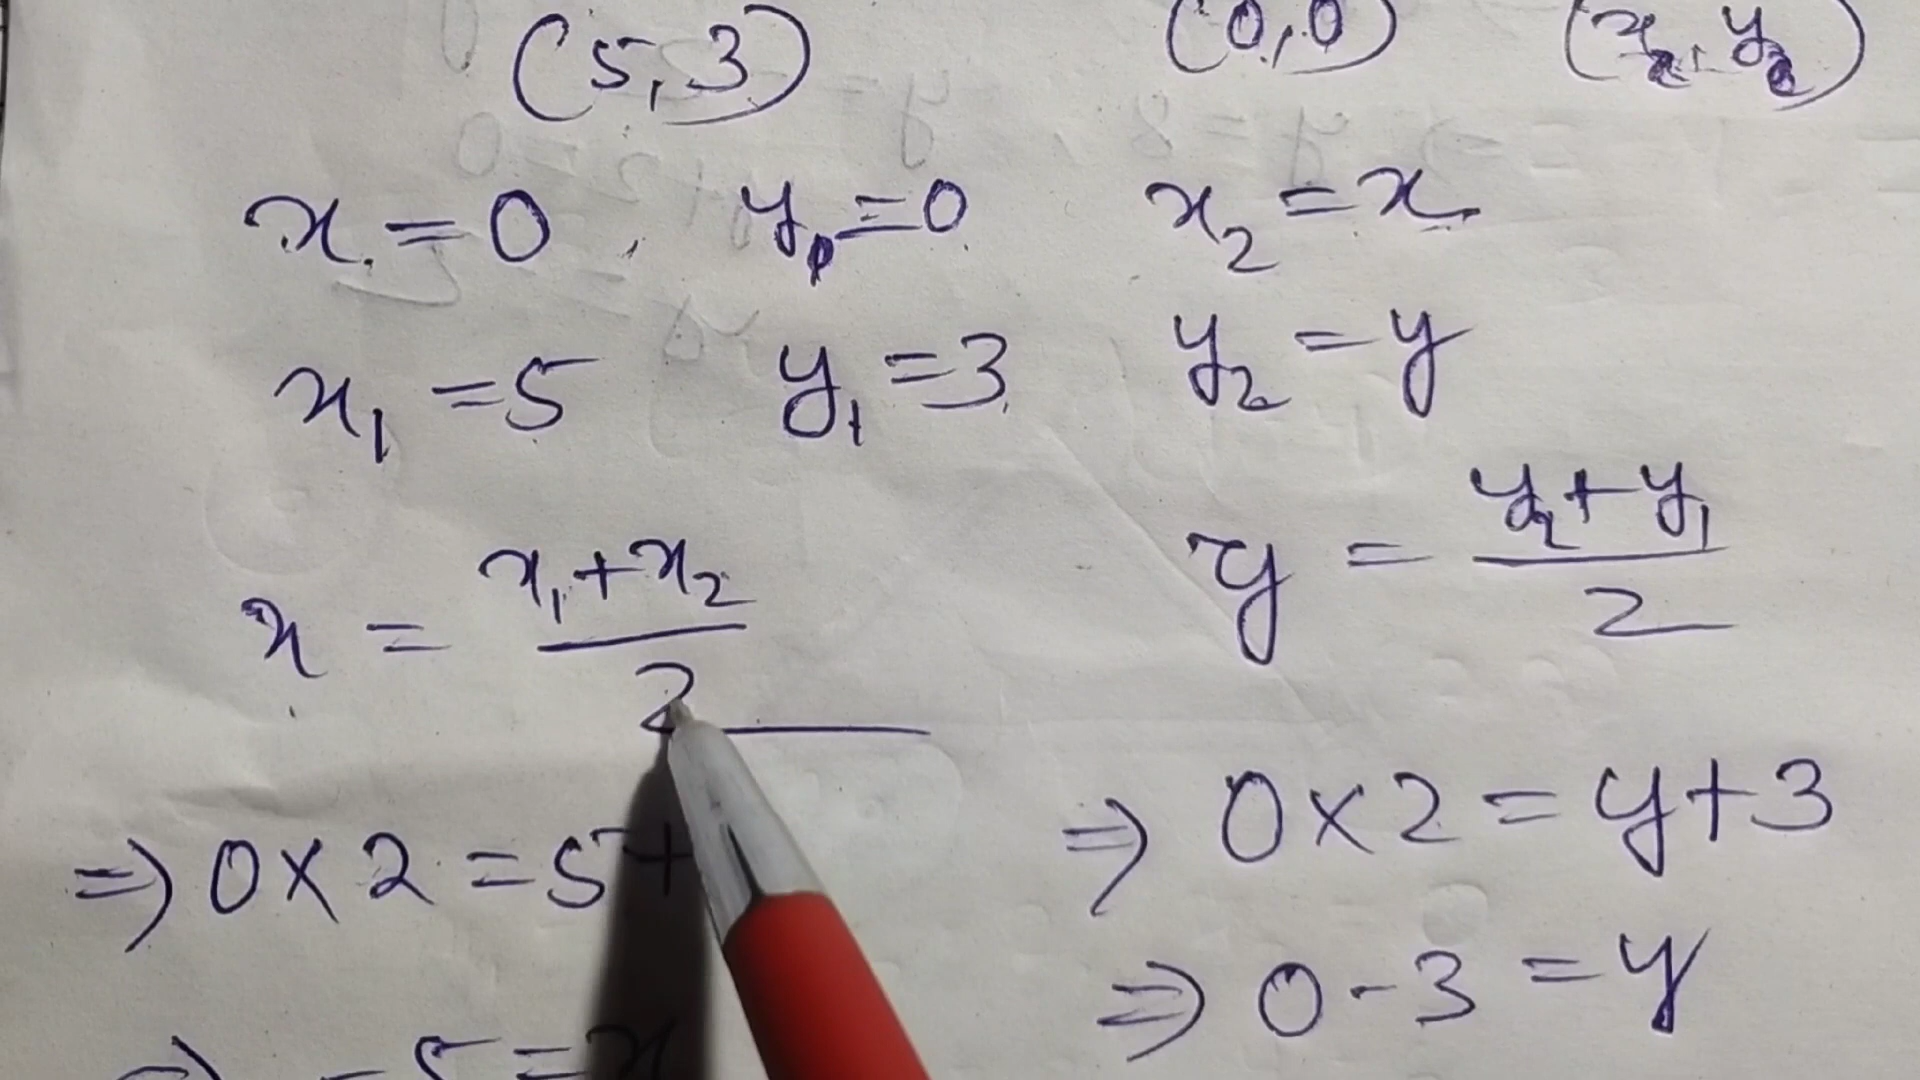 (5, 3) (0, 0) (x₂, y₂)
x = 0, y = 0 x₂ = x
x₁ = 5 y₁ = 3 y₂ = y
x = (x₁ + x₂)/2 y = (y₂ + y₁)/2
⇒ 0 × 2 = 5 + ⇒ 0 × 2 = y + 3
⇒ 0 - 3 = y
⇒ -5 = x